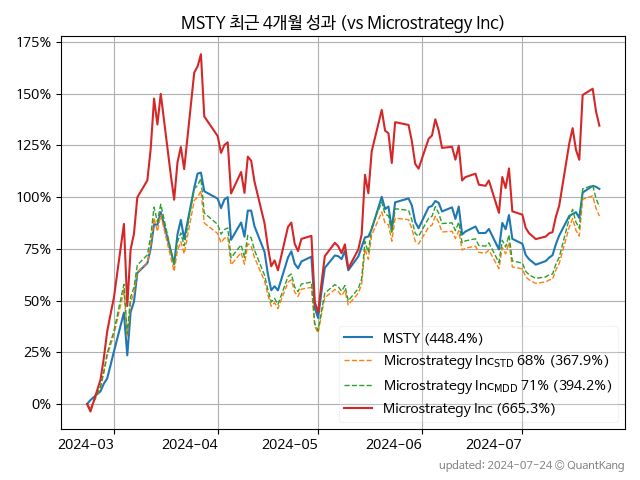 MSTY 최근 4개월 성과 (vs Microstrategy Inc)
175%
150%
125%
100%
75%
50%
25%
0%
MSTY (448.4%)
Microstrategy Inc_STD 68% (367.9%)
Microstrategy Inc_MDD 71% (394.2%)
Microstrategy Inc (665.3%)
2024-03 2024-04 2024-05 2024-06 2024-07
updated: 2024-07-24 © QuantKang